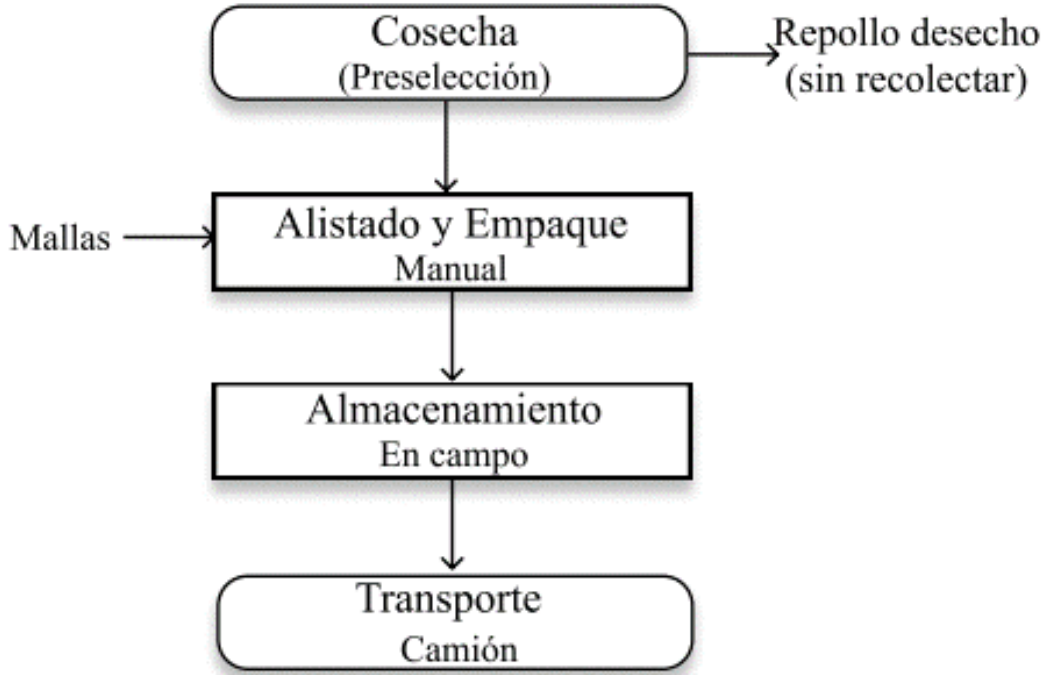 Cosecha
(Preselección)
Repollo desecho
(sin recolectar)
Mallas
Alistado y Empaque
Manual
Almacenamiento
En campo
Transporte
Camión